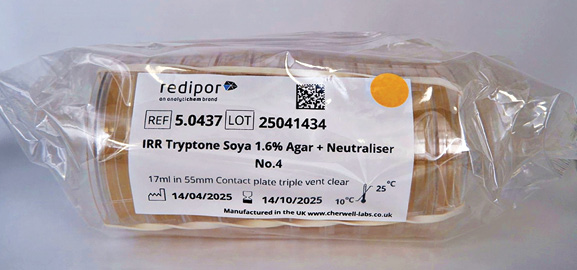 redipor
an analytichem brand
REF 5.0437 LOT 25041434
IRR Tryptone Soya 1.6% Agar + Neutraliser
No.4
17ml in 55mm Contact plate triple vent clear
14/04/2025 14/10/2025 10°C 25°C
Manufactured in the UK www.cherwell-labs.co.uk